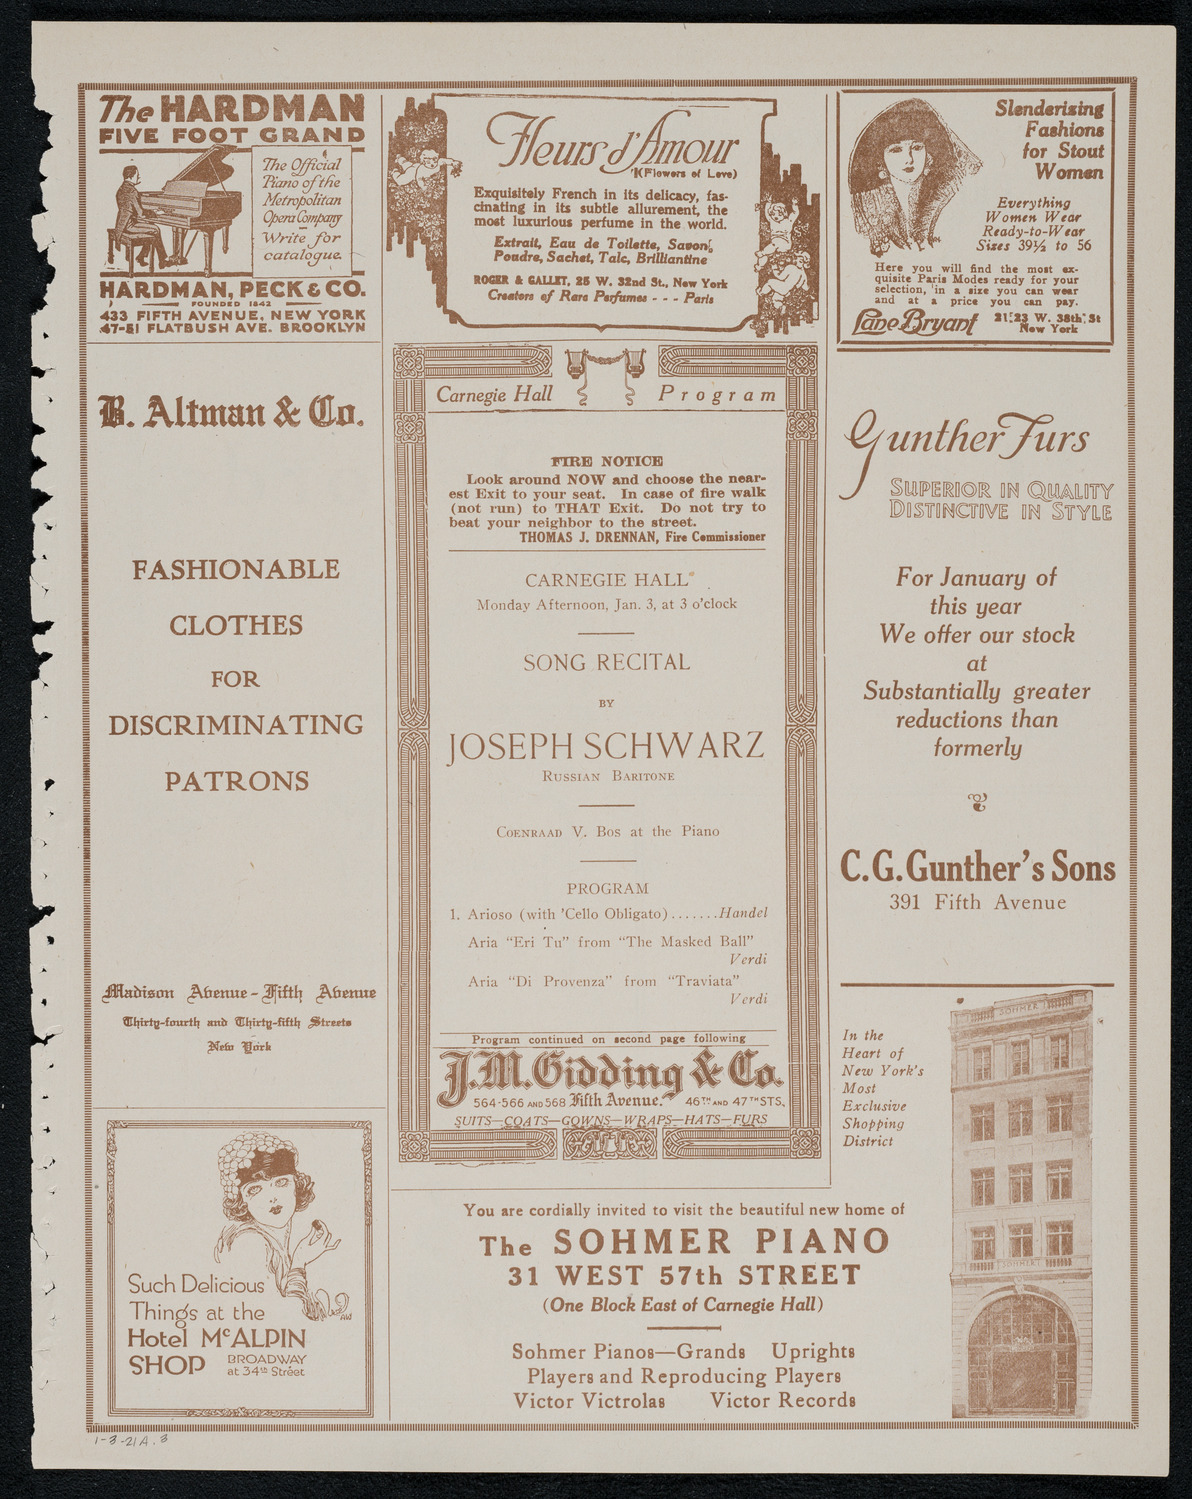 The HARDMAN
FIVE FOOT GRAND
The Official
Piano of the
Metropolitan
Opera Company
Write for
catalogue.
HARDMAN, PECK & CO.
FOUNDED 1842
433 FIFTH AVENUE, NEW YORK
47-51 FLATBUSH AVE. BROOKLYN
Fleurs d'Amour
(Flowers of Love)
Exquisitely French in its delicacy, fas-
cinating in its subtle allurement, the
most luxurious perfume in the world.
Extrait, Eau de Toilette, Savon,
Poudre, Sachet, Talc, Brilliantine
ROGER & GALLET, 25 W. 32nd St., New York
Creators of Rare Perfumes - - - Paris
Slenderizing
Fashions
for Stout
Women
Everything
Women Wear
Ready-to-Wear
Sizes 39½ to 56
Here you will find the most ex-
quisite Paris Modes ready for your
selection, in a size you can wear
and at a price you can pay.
Lane Bryant 21-23 W. 38th St
New York
B. Altman & Co.
FASHIONABLE
CLOTHES
FOR
DISCRIMINATING
PATRONS
Madison Avenue - Fifth Avenue
Thirty-fourth and Thirty-fifth Streets
New York
Such Delicious
Things at the
Hotel McALPIN
SHOP BROADWAY
at 34th Street
Carnegie Hall Program
FIRE NOTICE
Look around NOW and choose the near-
est Exit to your seat. In case of fire walk
(not run) to THAT Exit. Do not try to
beat your neighbor to the street.
THOMAS J. DRENNAN, Fire Commissioner
CARNEGIE HALL
Monday Afternoon, Jan. 3, at 3 o'clock
SONG RECITAL
BY
JOSEPH SCHWARZ
RUSSIAN BARITONE
COENRAAD V. BOS at the Piano
PROGRAM
1. Arioso (with 'Cello Obligato).......Handel
Aria "Eri Tu" from "The Masked Ball"
Verdi
Aria "Di Provenza" from "Traviata"
Verdi
Program continued on second page following
J.M. Gidding & Co.
564-566 AND 568 Fifth Avenue. 46TH AND 47TH STS.
SUITS—COATS—GOWNS—WRAPS—HATS—FURS
Gunther Furs
SUPERIOR IN QUALITY
DISTINCTIVE IN STYLE
For January of
this year
We offer our stock
at
Substantially greater
reductions than
formerly
C.G. Gunther's Sons
391 Fifth Avenue
In the
Heart of
New York's
Most
Exclusive
Shopping
District
SOHMER
SOHMER
You are cordially invited to visit the beautiful new home of
The SOHMER PIANO
31 WEST 57th STREET
(One Block East of Carnegie Hall)
Sohmer Pianos—Grands Uprights
Players and Reproducing Players
Victor Victrolas Victor Records
1-3-21A.3